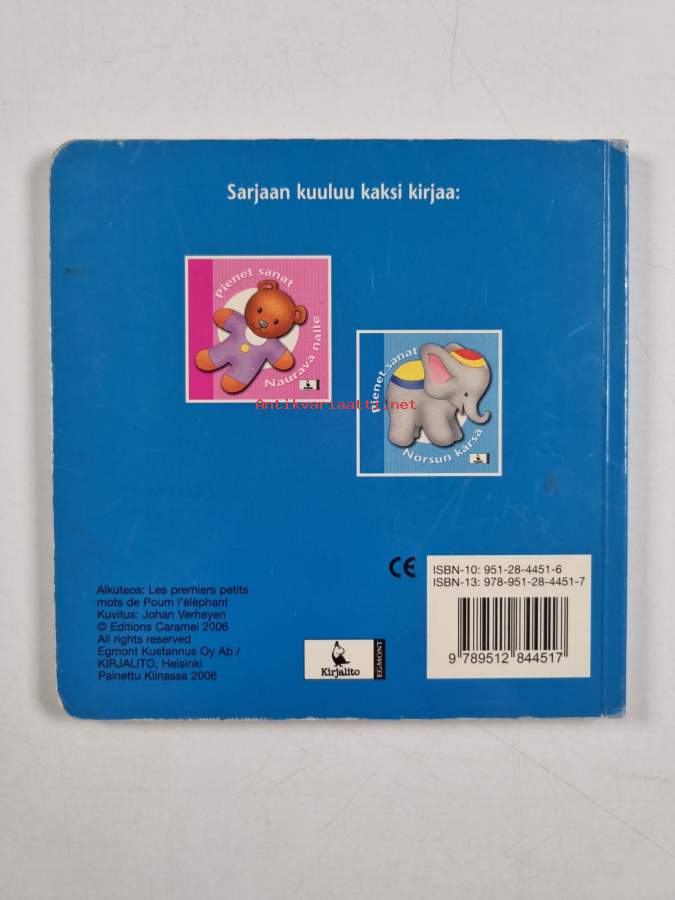 Sarjaan kuuluu kaksi kirjaa:
Pienet sanat
Naurava nalle
Pienet sanat
Norsun kärsä
Antikvariaatti.net
CE
ISBN-10: 951-28-4451-6
ISBN-13: 978-951-28-4451-7
9 789512 844517
Alkuteos: Les premiers petits
mots de Poum l'éléphant
Kuvitus: Johan Verheyen
© Editions Caramel 2006
All rights reserved
Egmont Kustannus Oy Ab /
KIRJALITO, Helsinki
Painettu Kiinassa 2006
Kirjalito
EGMONT